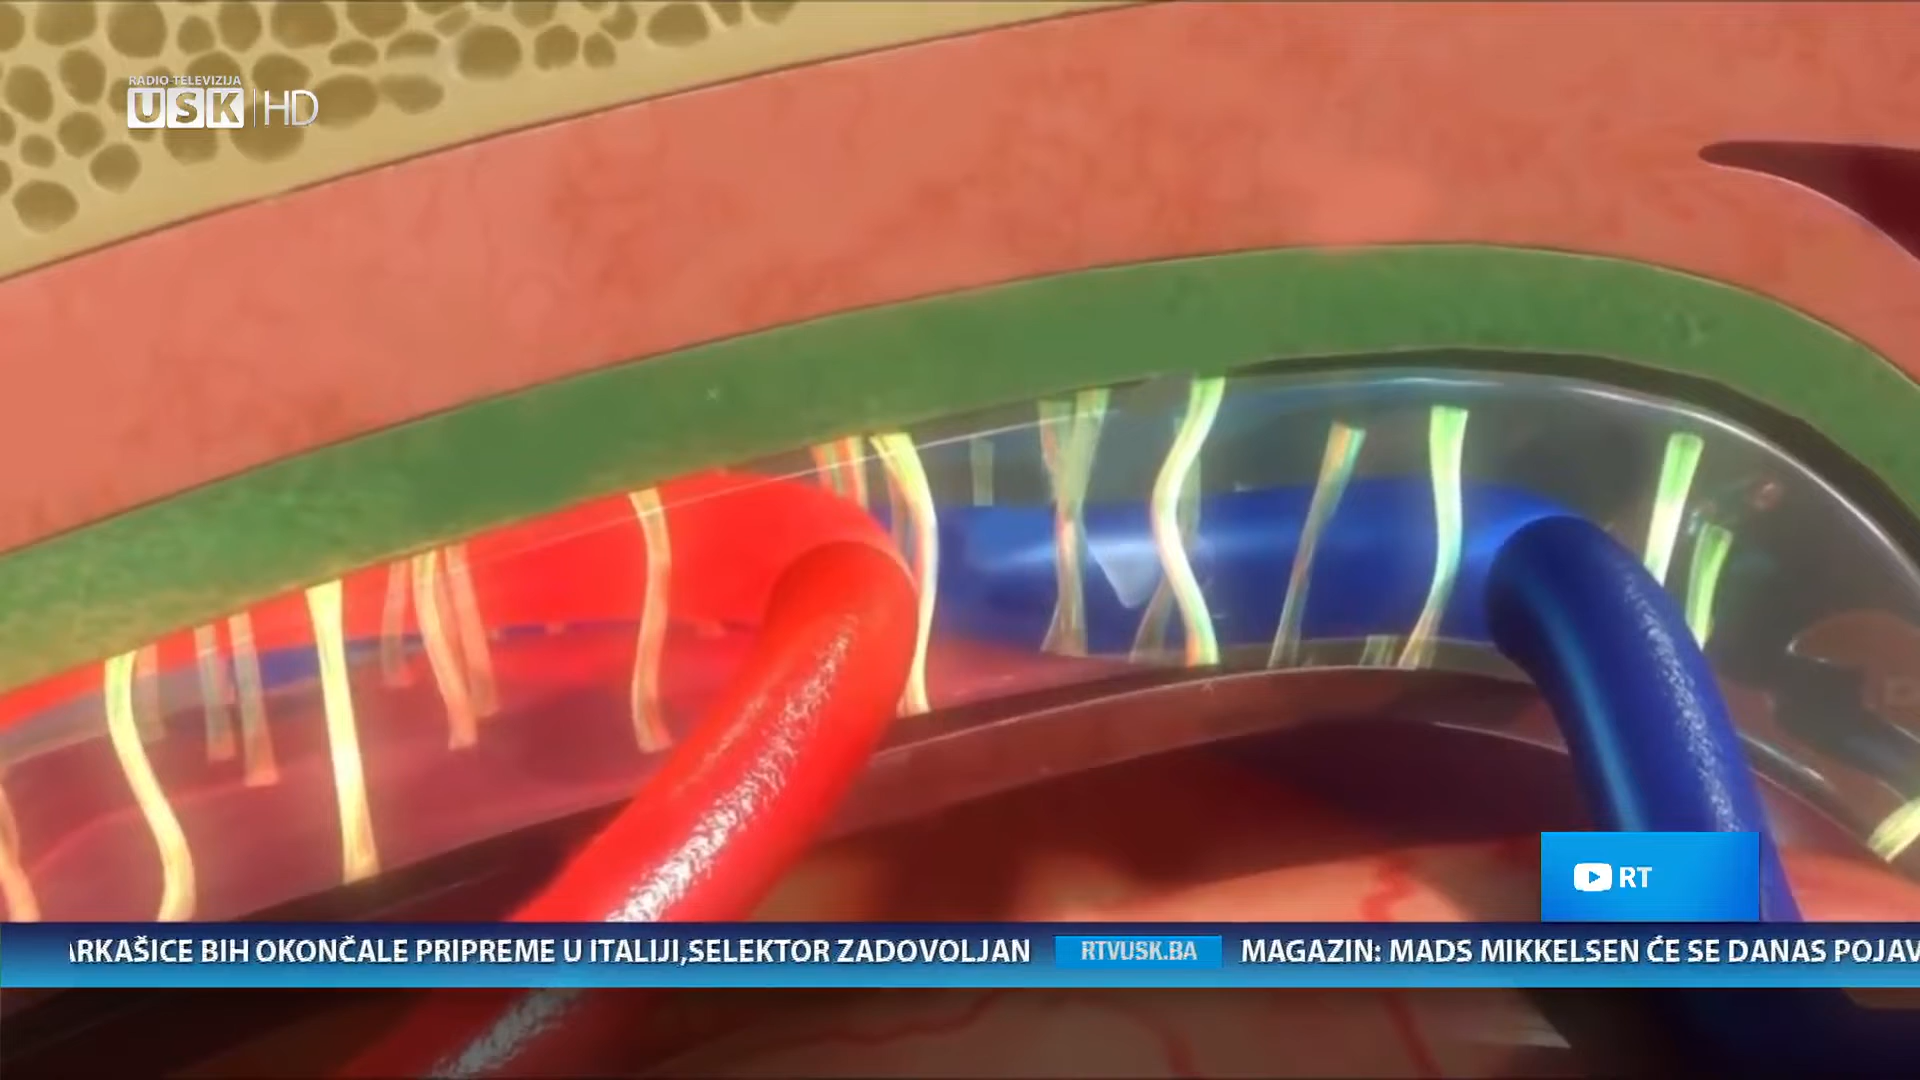 RADIO-TELEVIZIJA
USK HD
RT
ARKAŠICE BIH OKONČALE PRIPREME U ITALIJI,SELEKTOR ZADOVOLJAN RTVUSK.BA MAGAZIN: MADS MIKKELSEN ĆE SE DANAS POJAV